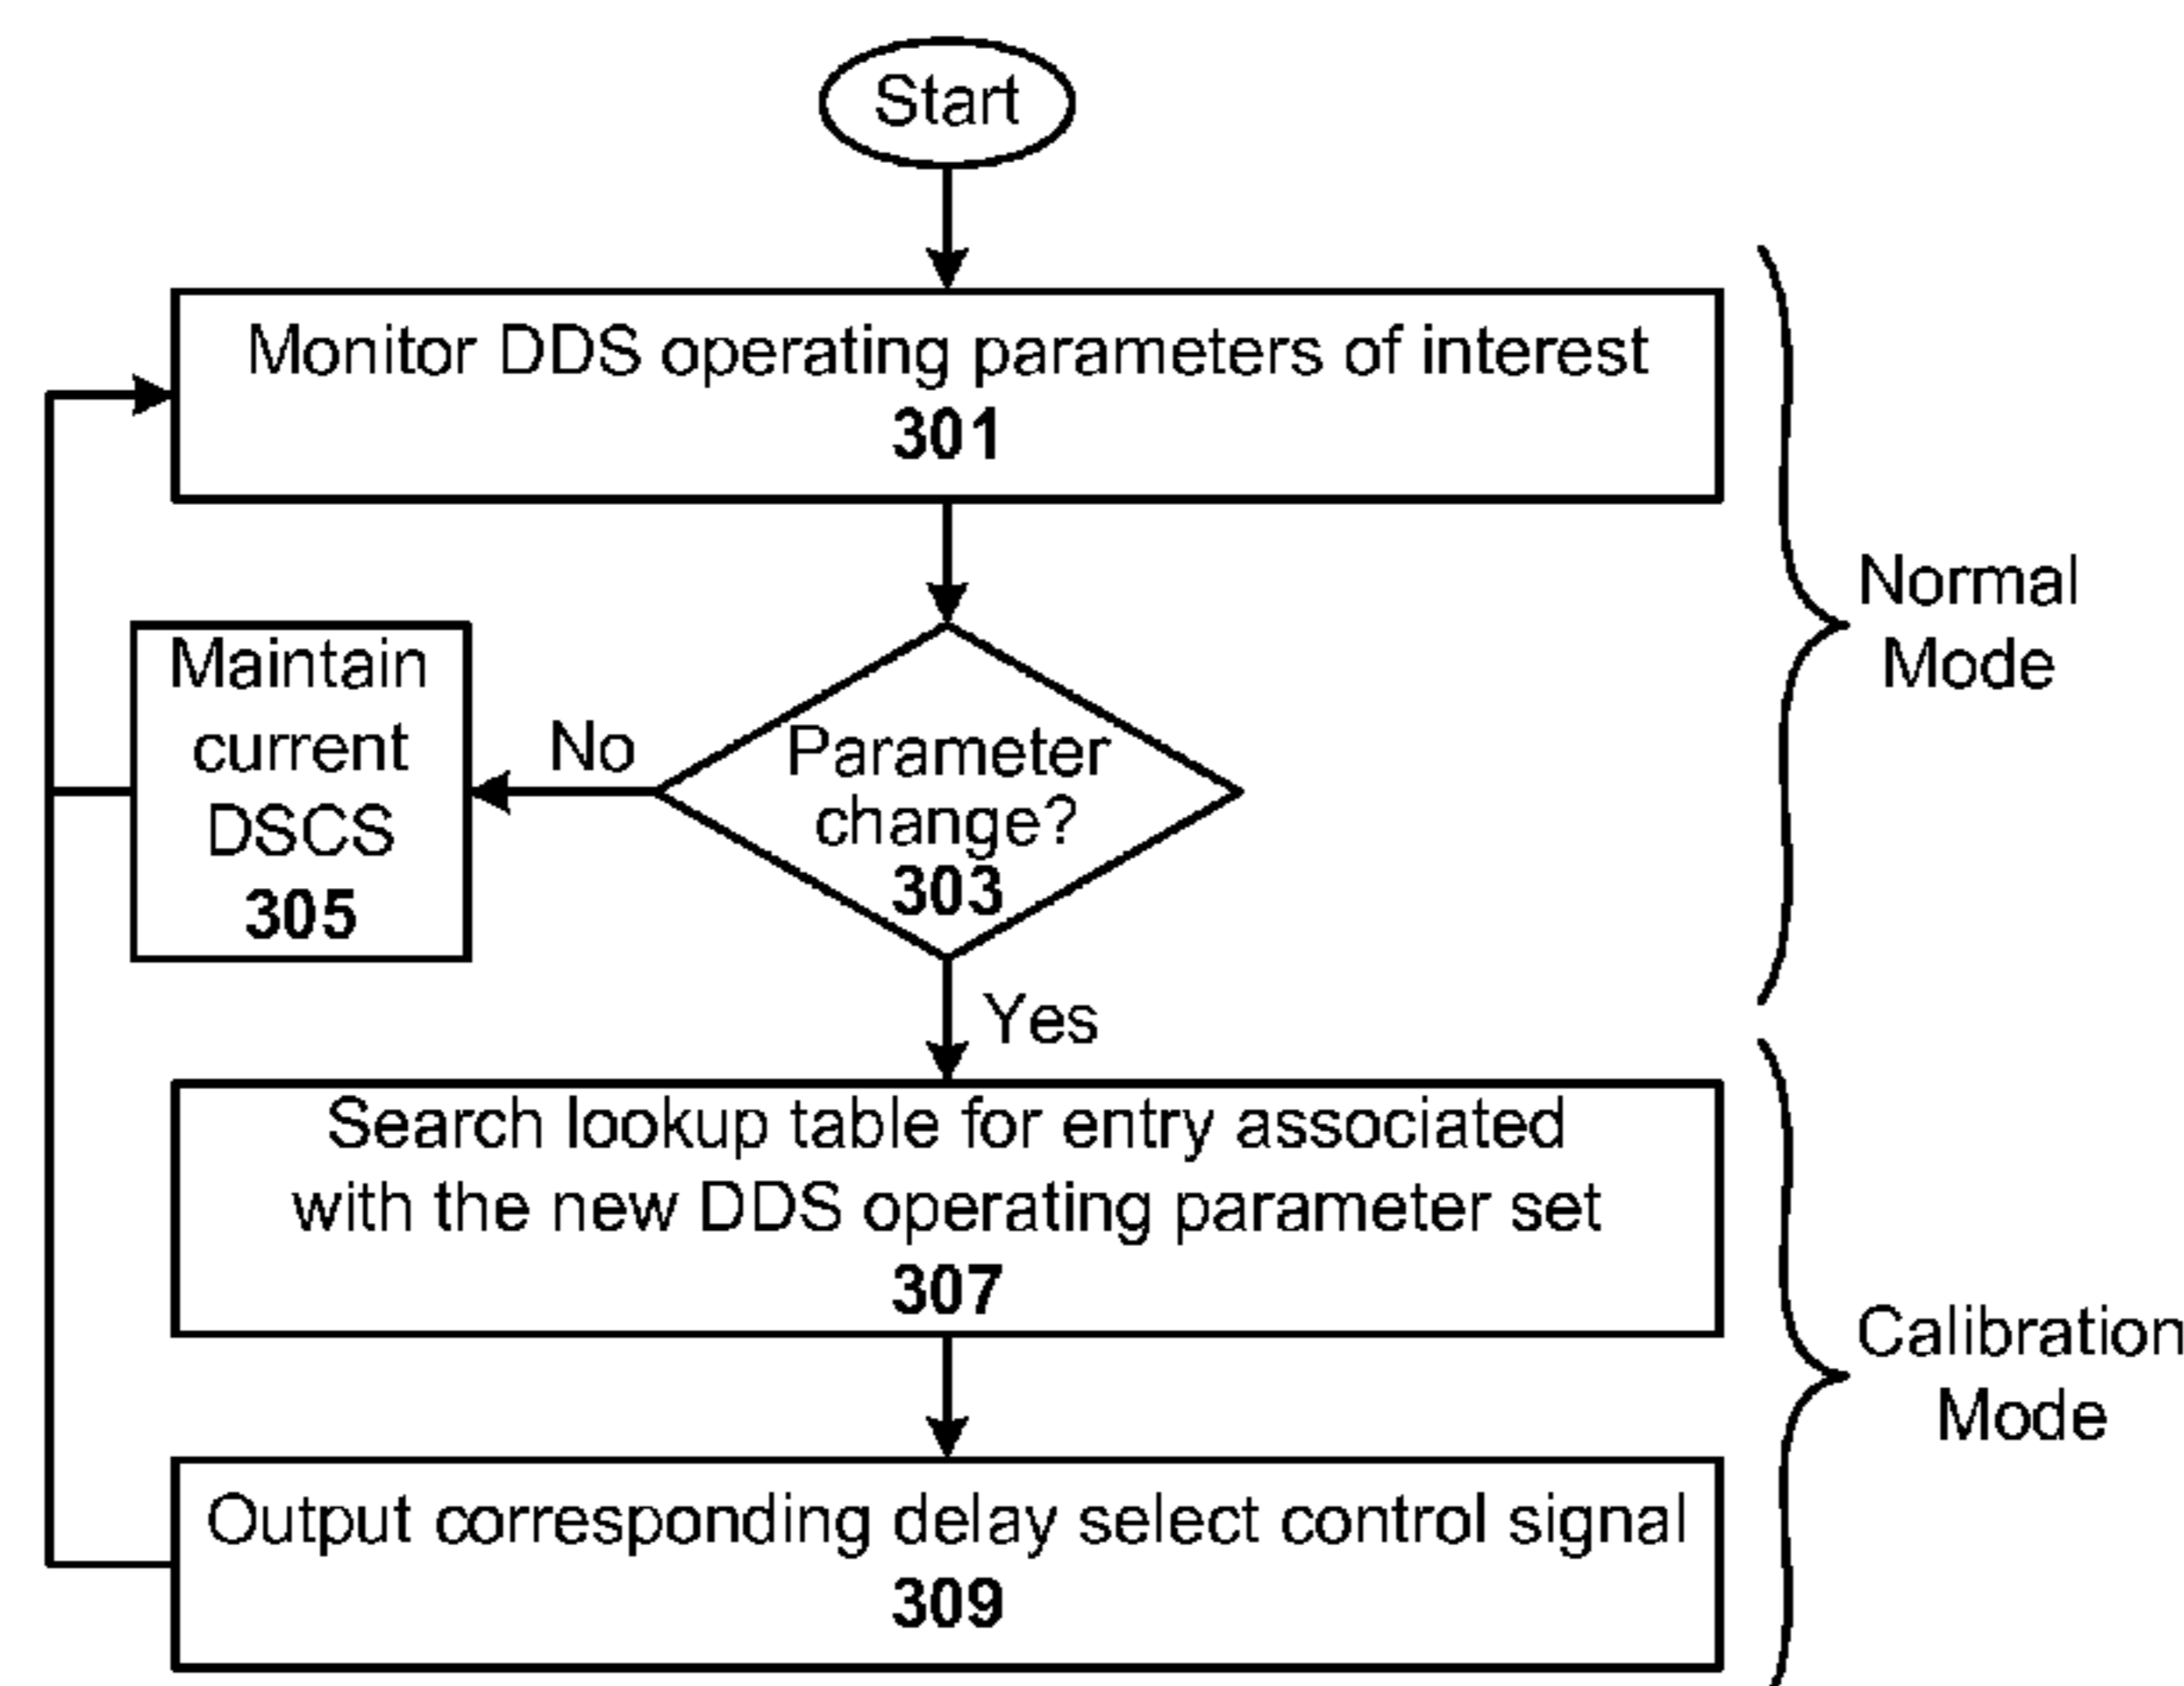 Start
Monitor DDS operating parameters of interest
301
Normal
Mode
Maintain
current
DSCS
305
No
Parameter
change?
303
Yes
Search lookup table for entry associated
with the new DDS operating parameter set
307
Calibration
Mode
Output corresponding delay select control signal
309